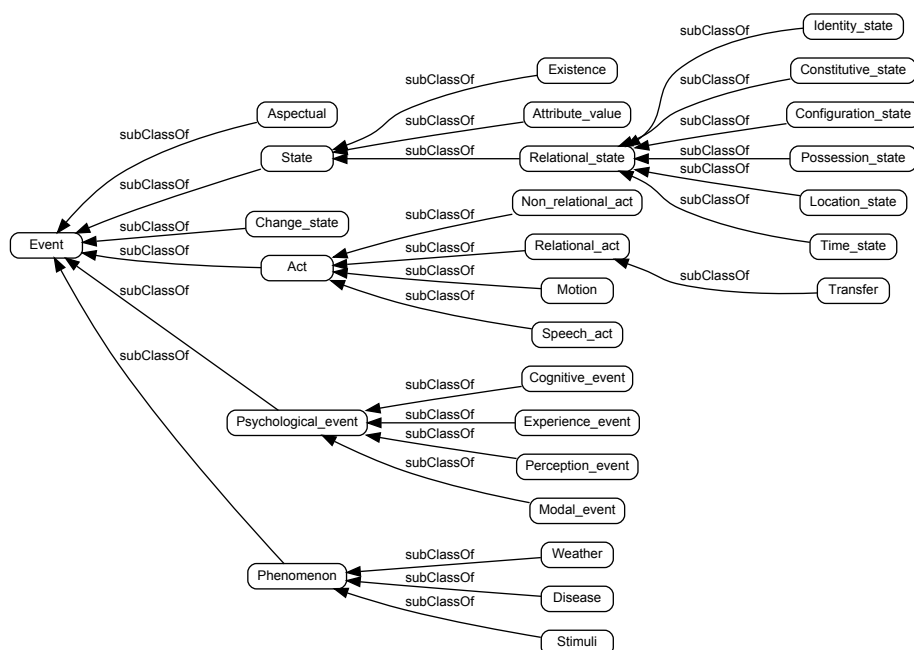 Identity_state
subClassOf
Existence
subClassOf
Constitutive_state
subClassOf
subClassOf
Aspectual
Attribute_value
subClassOf
Configuration_state
subClassOf
subClassOf
State
subClassOf
Relational_state
subClassOf
Possession_state
subClassOf
subClassOf
Location_state
Non_relational_act
subClassOf
Change_state
subClassOf
subClassOf
Event
Relational_act
Time_state
subClassOf
subClassOf
Act
subClassOf
subClassOf
Motion
Transfer
subClassOf
subClassOf
Speech_act
subClassOf
Cognitive_event
subClassOf
Psychological_event
subClassOf
Experience_event
subClassOf
Perception_event
subClassOf
Modal_event
subClassOf
Weather
Phenomenon
subClassOf
Disease
subClassOf
Stimuli